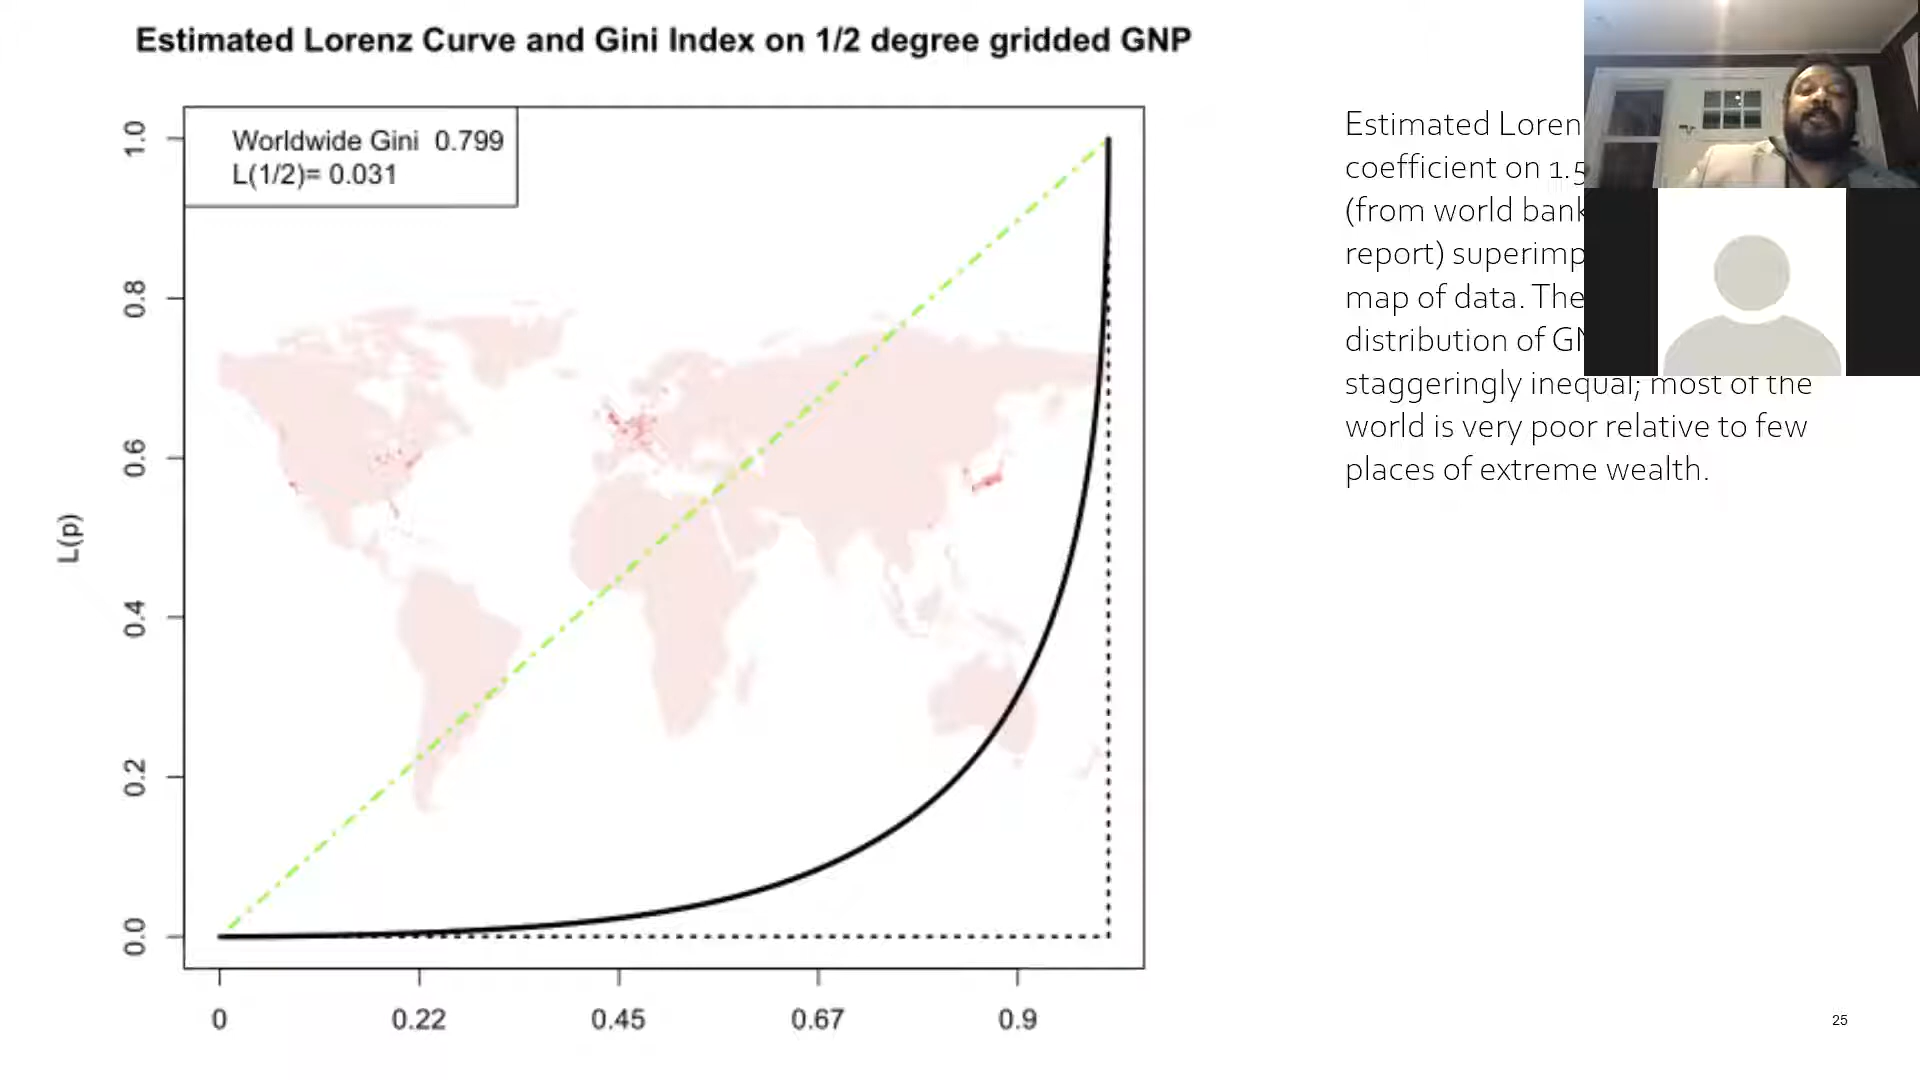 Estimated Lorenz Curve and Gini Index on 1/2 degree gridded GNP
Worldwide Gini 0.799
L(1/2)= 0.031
1.0
0.8
0.6
0.4
0.2
0.0
L(p)
0 0.22 0.45 0.67 0.9
Estimated
coefficient on 1.5
(from world bank
report)
map of data. The
distribution of
staggeringly inequal; most of the
world is very poor relative to few
places of extreme wealth.
25